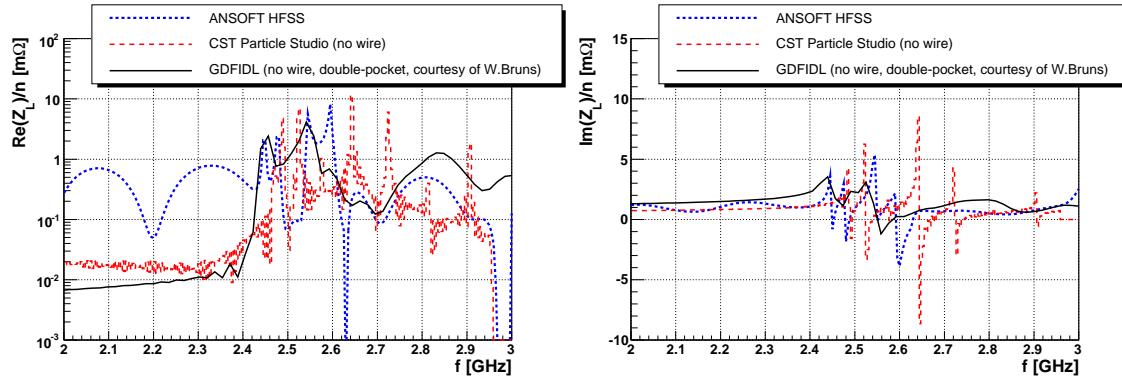 ANSOFT HFSS
CST Particle Studio (no wire)
GDFIDL (no wire, double-pocket, courtesy of W.Bruns)
Re(Z_L)/n [mΩ]
10^2
10
1
10^-1
10^-2
10^-3
2 2.1 2.2 2.3 2.4 2.5 2.6 2.7 2.8 2.9 3
f [GHz]
ANSOFT HFSS
CST Particle Studio (no wire)
GDFIDL (no wire, double-pocket, courtesy of W.Bruns)
Im(Z_L)/n [mΩ]
15
10
5
0
-5
-10
2 2.1 2.2 2.3 2.4 2.5 2.6 2.7 2.8 2.9 3
f [GHz]